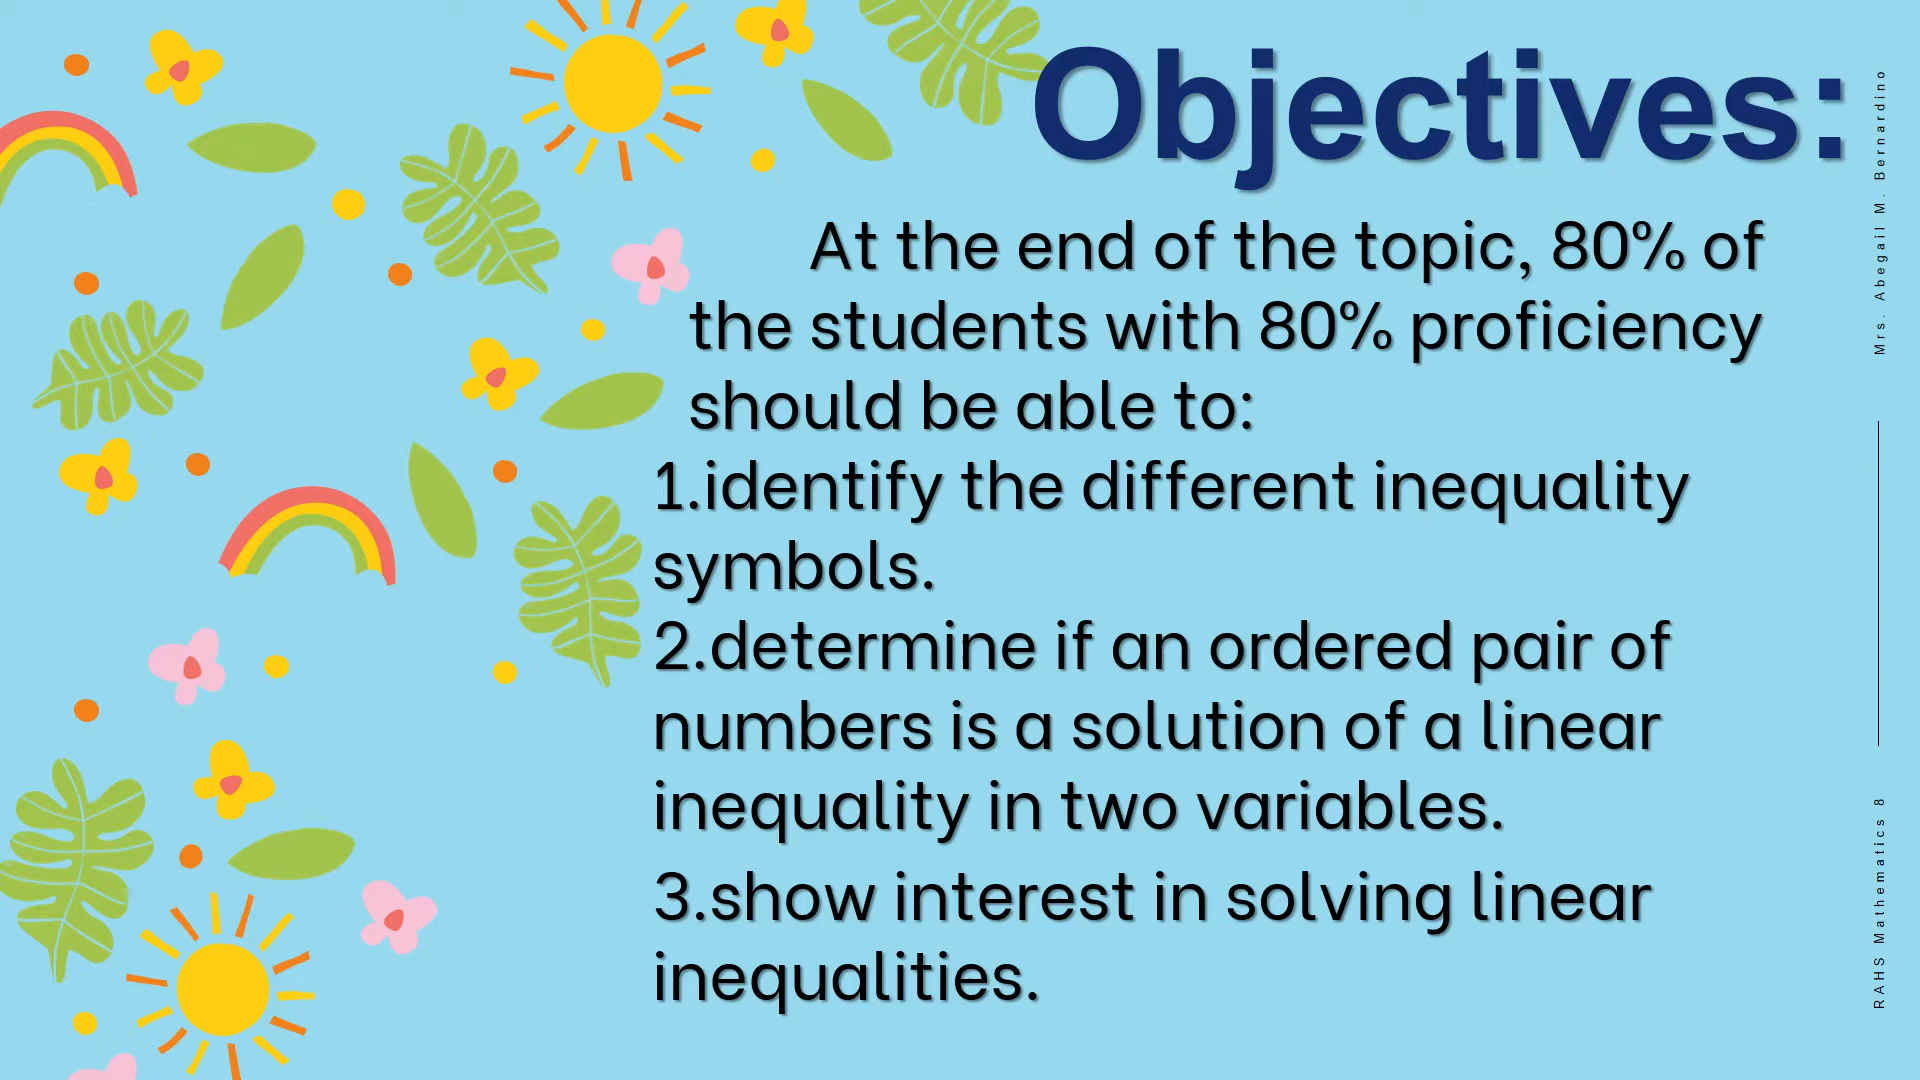 Objectives:
At the end of the topic, 80% of
the students with 80% proficiency
should be able to:
1.identify the different inequality
symbols.
2.determine if an ordered pair of
numbers is a solution of a linear
inequality in two variables.
3.show interest in solving linear
inequalities.
Mrs. Abegail M. Bernardino
RAHS Mathematics 8